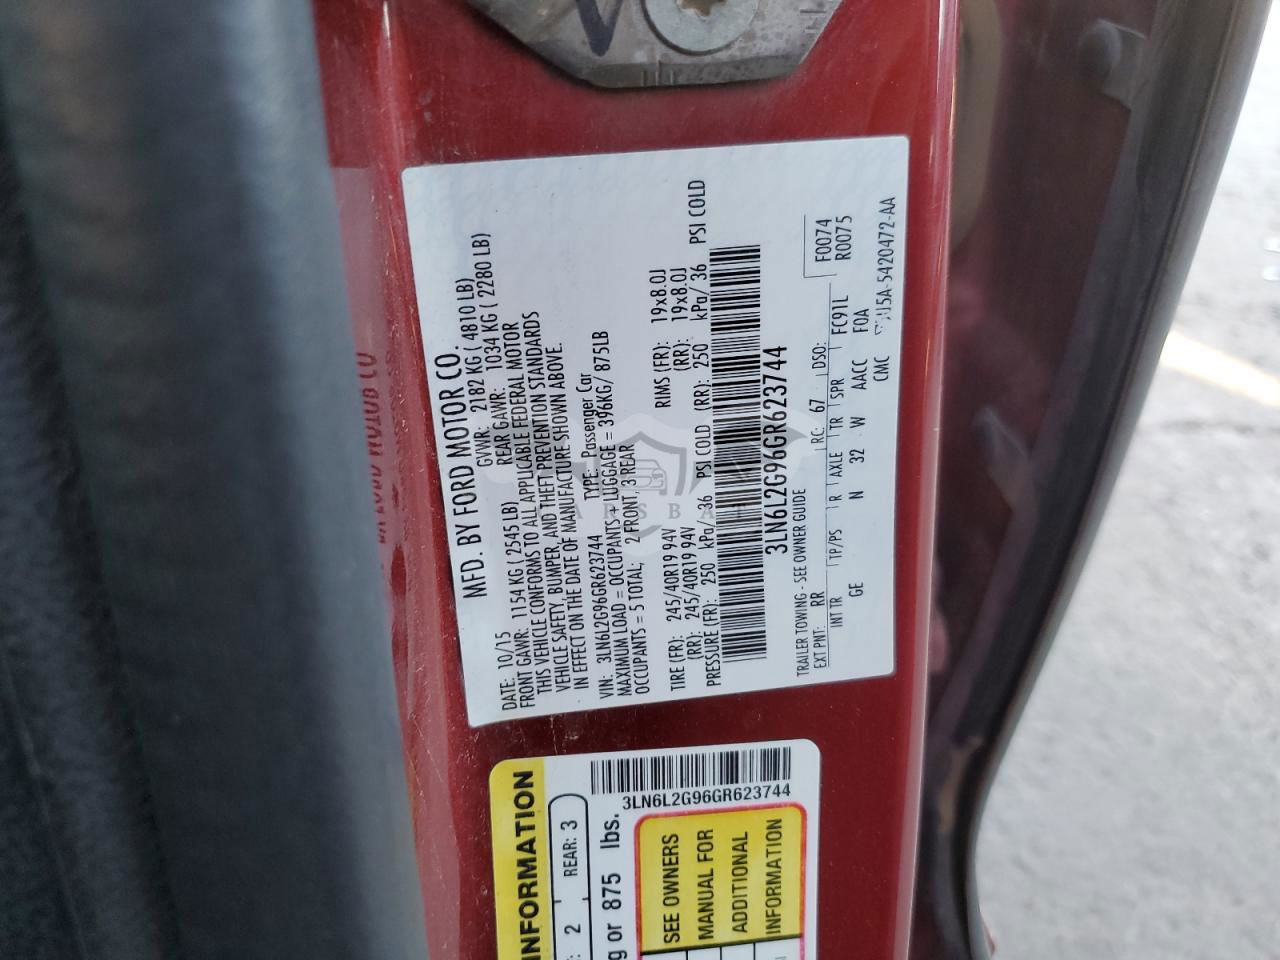 MFD. BY FORD MOTOR CO.
DATE: 10/15 GVWR: 2182 KG ( 4810 LB)
FRONT GAWR: 1154 KG ( 2545 LB) REAR GAWR: 1034 KG ( 2280 LB)
THIS VEHICLE CONFORMS TO ALL APPLICABLE FEDERAL MOTOR
VEHICLE SAFETY, BUMPER, AND THEFT PREVENTION STANDARDS
IN EFFECT ON THE DATE OF MANUFACTURE SHOWN ABOVE.
VIN: 3LN6L2G96GR623744 TYPE: Passenger Car
MAXIMUM LOAD = OCCUPANTS + LUGGAGE = 396KG/ 875LB
OCCUPANTS = 5 TOTAL; 2 FRONT, 3 REAR
TIRE (FR): 245/40R19 94V RIMS (FR): 19x8.0J
(RR): 245/40R19 94V (RR): 19x8.0J
PRESSURE (FR): 250 kPa/ 36 PSI COLD (RR): 250 kPa/ 36 PSI COLD
3LN6L2G96GR623744
TRAILER TOWING - SEE OWNER GUIDE
EXT PNT: RR RC: 67 DSO: F0074
R0075
INT TR TP/PS R AXLE TR SPR FC91L
GE N 32 W AACC F0A
CMC 5A-5420472-AA
ARSBAT
3LN6L2G96GR623744
INFORMATION
2 REAR: 3
g or 875 lbs.
SEE OWNERS
MANUAL FOR
ADDITIONAL
INFORMATION